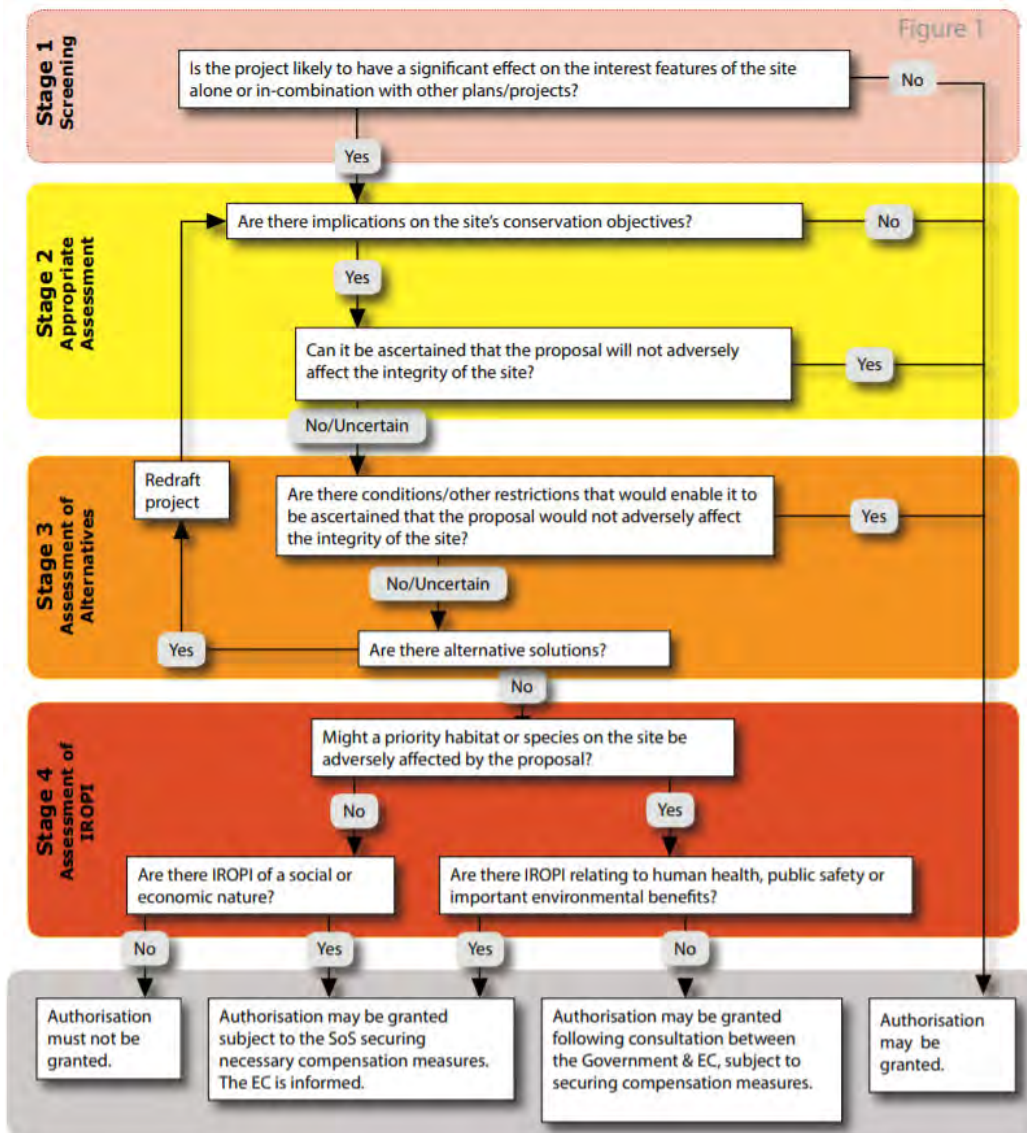 Figure 1
Stage 1
Screening
Is the project likely to have a significant effect on the interest features of the site
alone or in-combination with other plans/projects?
No
Yes
Stage 2
Appropriate
Assessment
Are there implications on the site's conservation objectives?
No
Yes
Can it be ascertained that the proposal will not adversely
affect the integrity of the site?
Yes
No/Uncertain
Stage 3
Assessment of
Alternatives
Redraft
project
Are there conditions/other restrictions that would enable it to
be ascertained that the proposal would not adversely affect
the integrity of the site?
Yes
No/Uncertain
Yes
Are there alternative solutions?
No
Stage 4
Assessment of
IROPI
Might a priority habitat or species on the site be
adversely affected by the proposal?
No
Yes
Are there IROPI of a social or
economic nature?
Are there IROPI relating to human health, public safety or
important environmental benefits?
No
Yes
Yes
No
Authorisation
must not be
granted.
Authorisation may be granted
subject to the SoS securing
necessary compensation measures.
The EC is informed.
Authorisation may be granted
following consultation between
the Government & EC, subject to
securing compensation measures.
Authorisation
may be
granted.